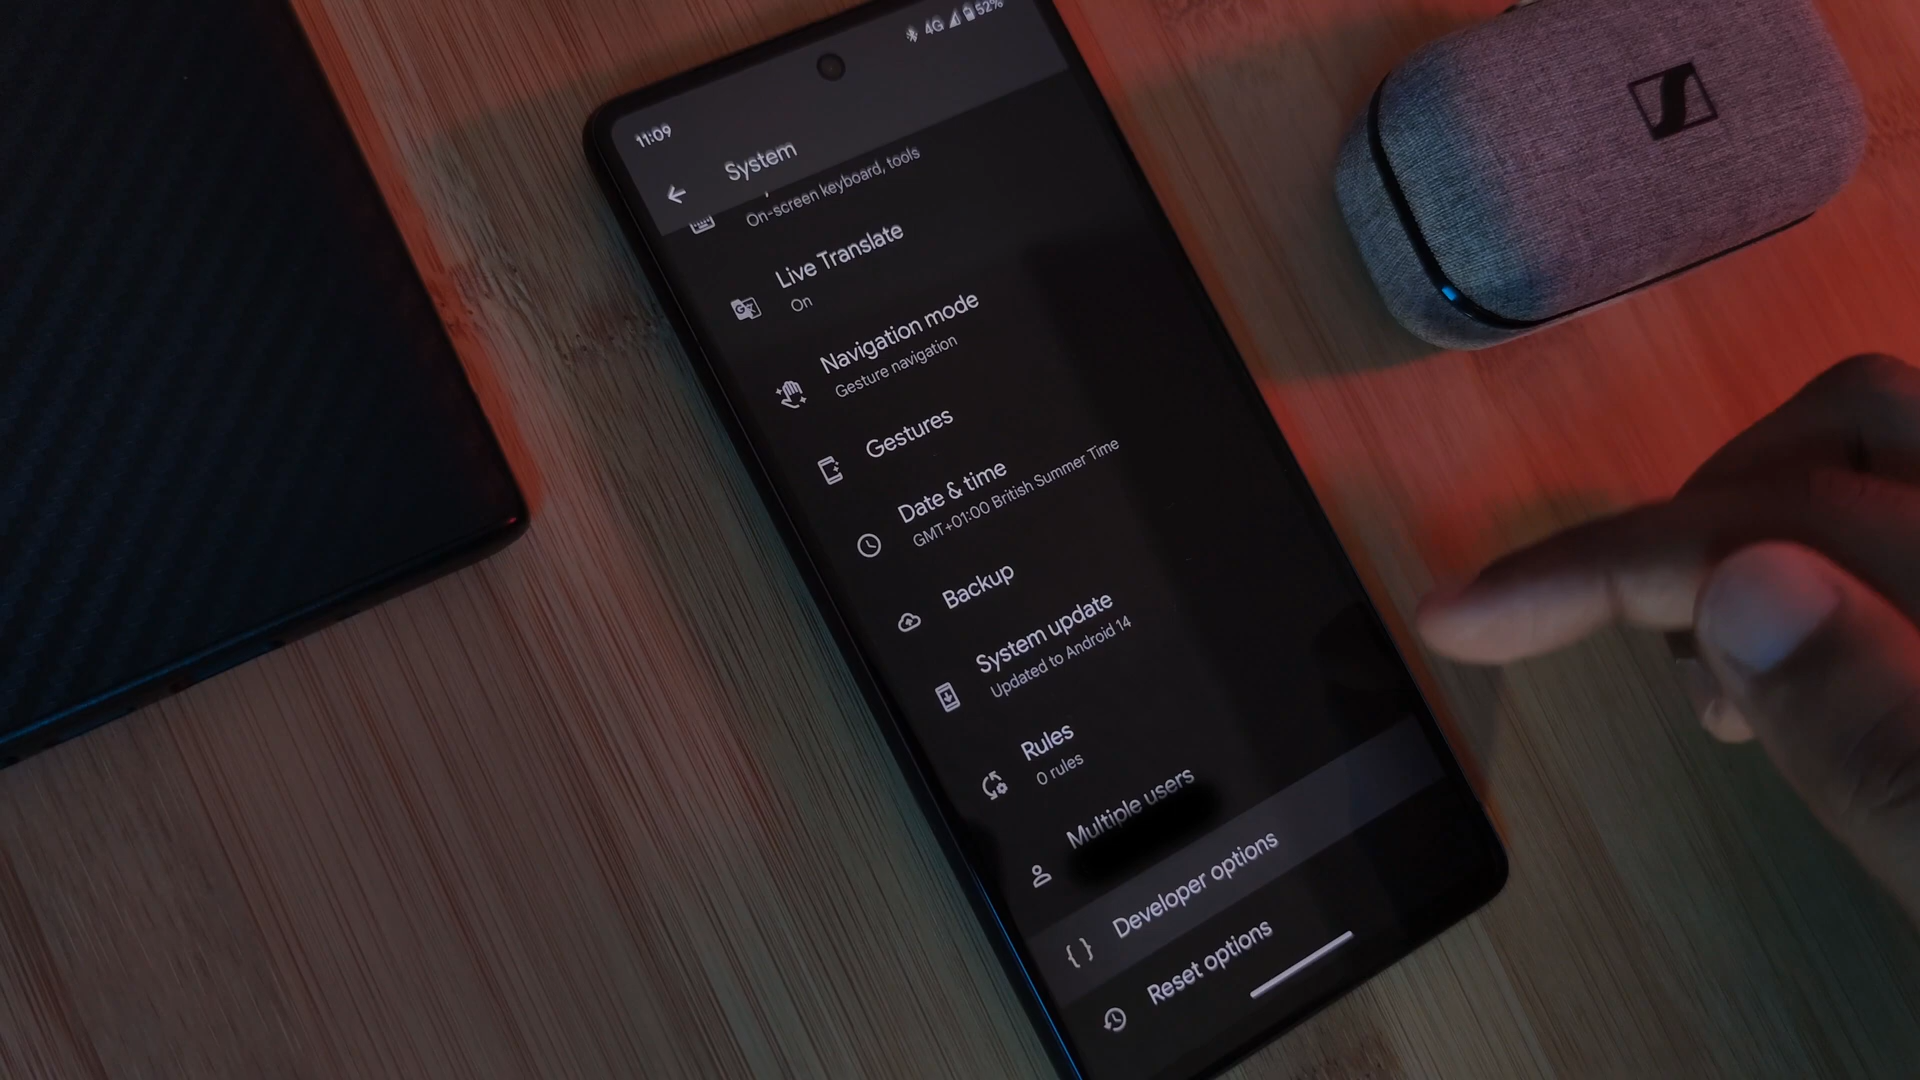 4G 52%
11:09
System
On-screen keyboard, tools
Live Translate
On
Navigation mode
Gesture navigation
Gestures
Date & time
GMT+01:00 British Summer Time
Backup
System update
Updated to Android 14
Rules
0 rules
Multiple users
{ } Developer options
Reset options